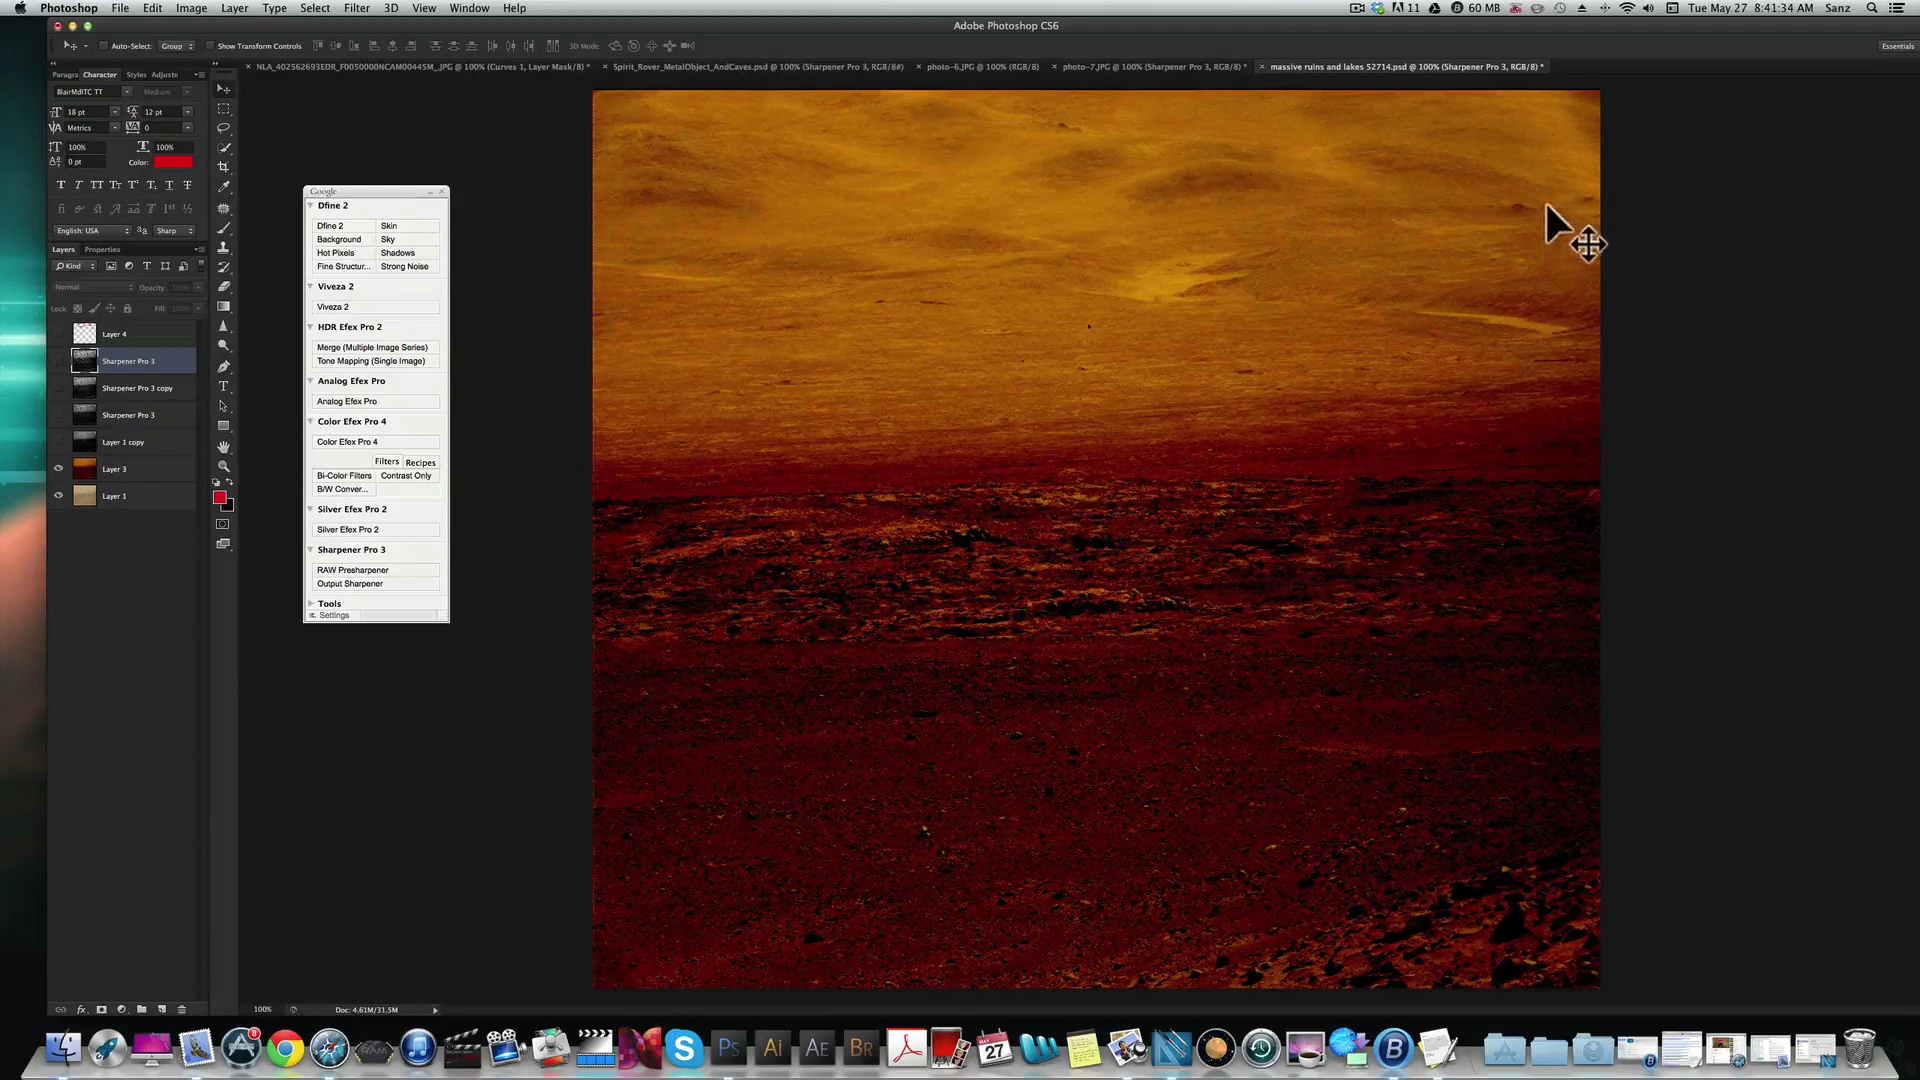 Photoshop File Edit Image Layer Type Select Filter 3D View Window Help
11 60 MB Tue May 27 8:41:34 AM Sanz
Adobe Photoshop CS6
Auto-Select: Group Show Transform Controls 3D Mode: Essentials
NLA_402562693EDR_F0050000NCAM00445M_.JPG @ 100% (Curves 1, Layer Mask/8) *
Spirit_Rover_MetalObject_AndCaves.psd @ 100% (Sharpener Pro 3, RGB/8#)
photo-6.JPG @ 100% (RGB/8)
photo-7.JPG @ 100% (Sharpener Pro 3, RGB/8) *
massive ruins and lakes 52714.psd @ 100% (Sharpener Pro 3, RGB/8) *
Paragra Character Styles Adjustm
BlairMdITC TT Medium
18 pt 12 pt
Metrics 0
100% 100%
0 pt Color:
English: USA Sharp
Layers Properties
Kind
Normal Opacity: 100%
Lock: Fill: 100%
Layer 4
Sharpener Pro 3
Sharpener Pro 3 copy
Sharpener Pro 3
Layer 1 copy
Layer 3
Layer 1
Google
Dfine 2
Dfine 2 Skin
Background Sky
Hot Pixels Shadows
Fine Structur... Strong Noise
Viveza 2
Viveza 2
HDR Efex Pro 2
Merge (Multiple Image Series)
Tone Mapping (Single Image)
Analog Efex Pro
Analog Efex Pro
Color Efex Pro 4
Color Efex Pro 4
Filters Recipes
Bi-Color Filters Contrast Only
B/W Conver...
Silver Efex Pro 2
Silver Efex Pro 2
Sharpener Pro 3
RAW Presharpener
Output Sharpener
Tools
Settings
100% Doc: 4.61M/31.5M
8 RAM Ps Ai AE Br MAY 27